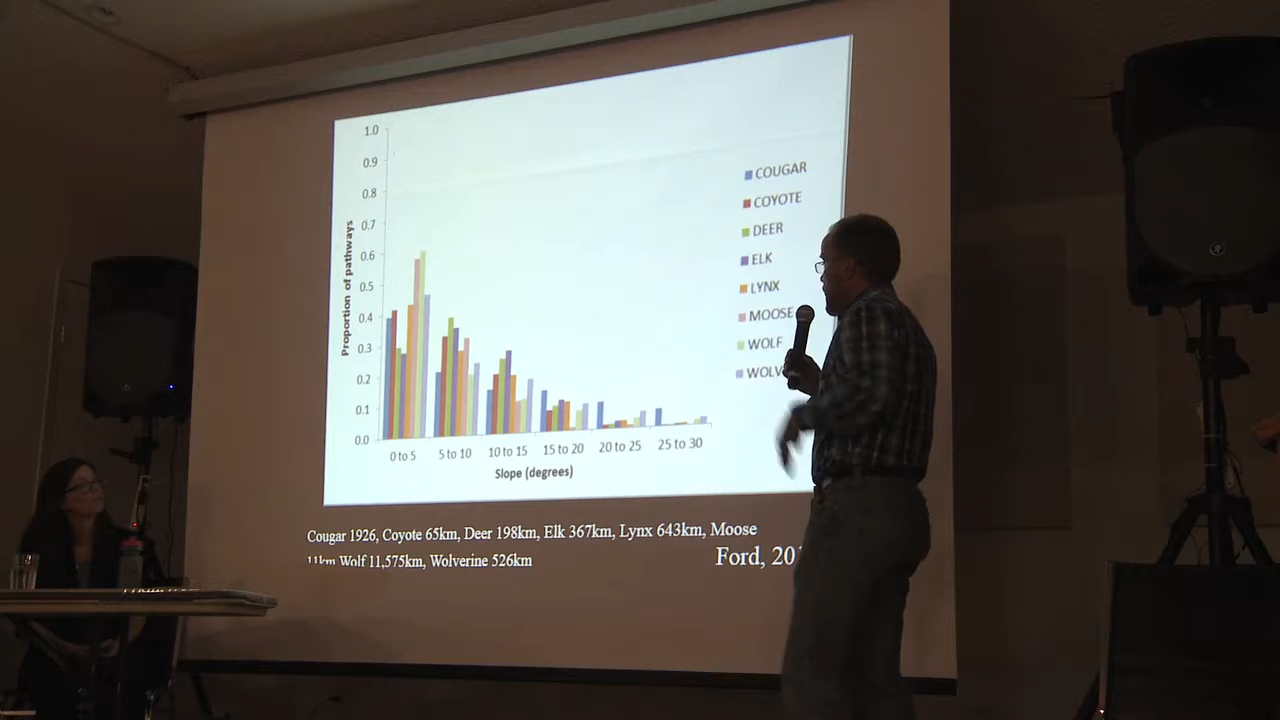 1.0
0.9
0.8
0.7
0.6
0.5
0.4
0.3
0.2
0.1
0.0
Proportion of pathways
0 to 5 5 to 10 10 to 15 15 to 20 20 to 25 25 to 30
Slope (degrees)
COUGAR
COYOTE
DEER
ELK
LYNX
MOOSE
WOLF
WOLV
Cougar 1926, Coyote 65km, Deer 198km, Elk 367km, Lynx 643km, Moose
11km Wolf 11,575km, Wolverine 526km
Ford, 20